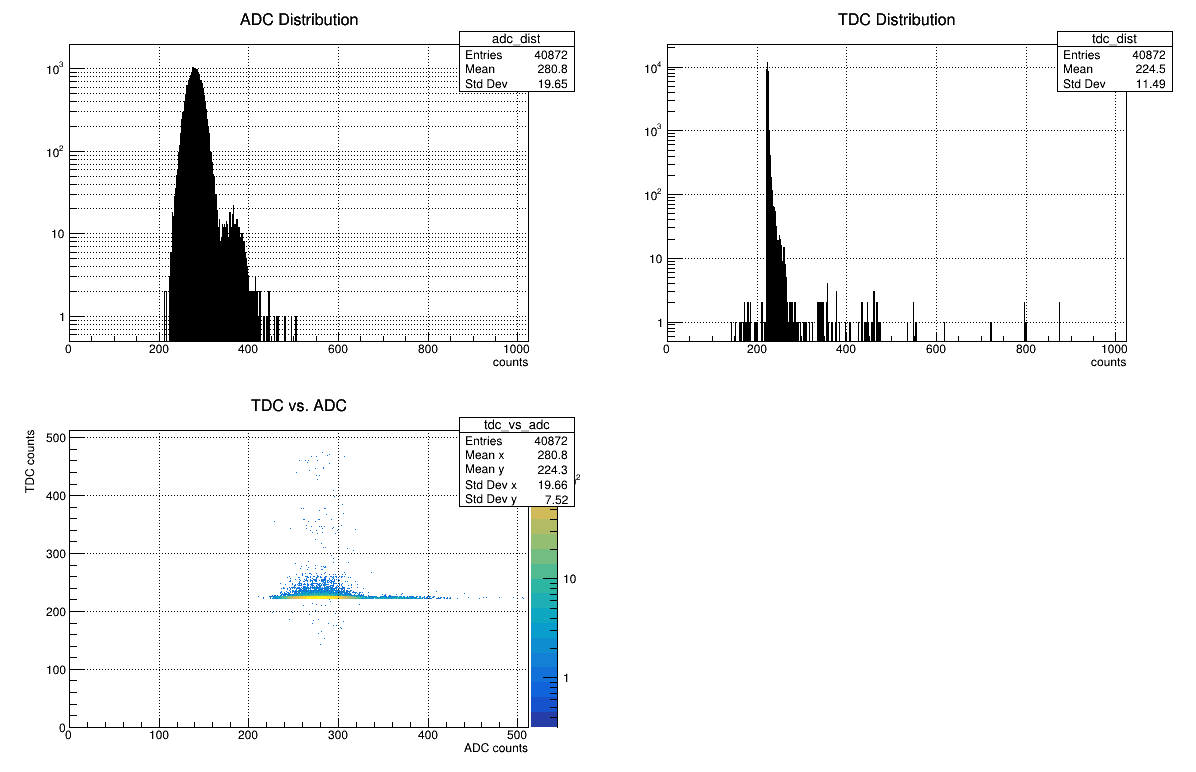 ADC Distribution
adc_dist
Entries 40872
Mean 280.8
Std Dev 19.65
10³
10²
10
1
0 200 400 600 800 1000
counts
TDC Distribution
tdc_dist
Entries 40872
Mean 224.5
Std Dev 11.49
10⁴
10³
10²
10
1
0 200 400 600 800 1000
counts
TDC vs. ADC
tdc_vs_adc
Entries 40872
Mean x 280.8
Mean y 224.3
Std Dev x 19.66
Std Dev y 7.52
TDC counts
500
400
300
200
100
0
0 100 200 300 400 500
ADC counts
2
10
1